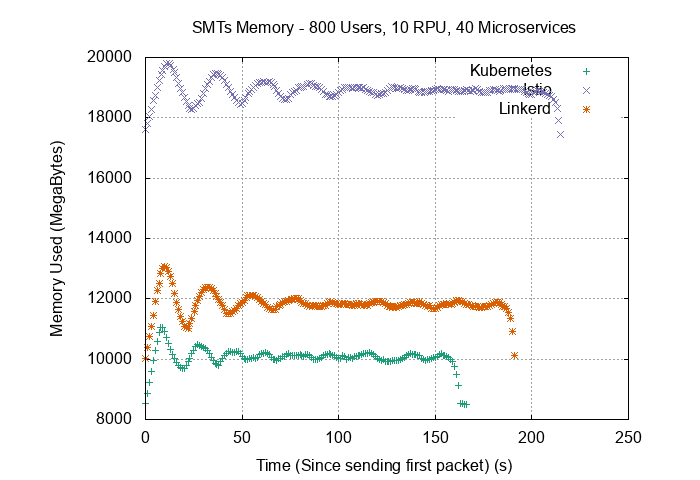 SMTs Memory - 800 Users, 10 RPU, 40 Microservices
20000
18000
16000
14000
12000
10000
8000
Memory Used (MegaBytes)
Kubernetes
Istio
Linkerd
0
50
100
150
200
250
Time (Since sending first packet) (s)